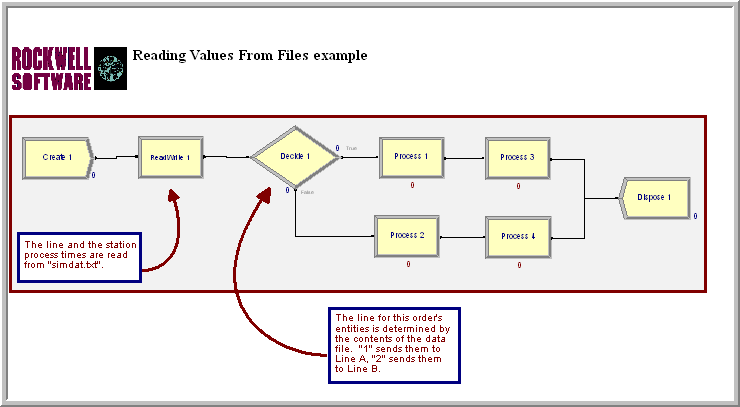 ROCKWELL
SOFTWARE
Reading Values From Files example
Create 1
0
ReadWrite 1
Decide 1
0
True
0
False
Process 1
0
Process 3
0
Process 2
0
Process 4
0
Dispose 1
0
The line and the station
process times are read
from "simdat.txt".
The line for this order's
entities is determined by
the contents of the data
file. "1" sends them to
Line A, "2" sends them
to Line B.